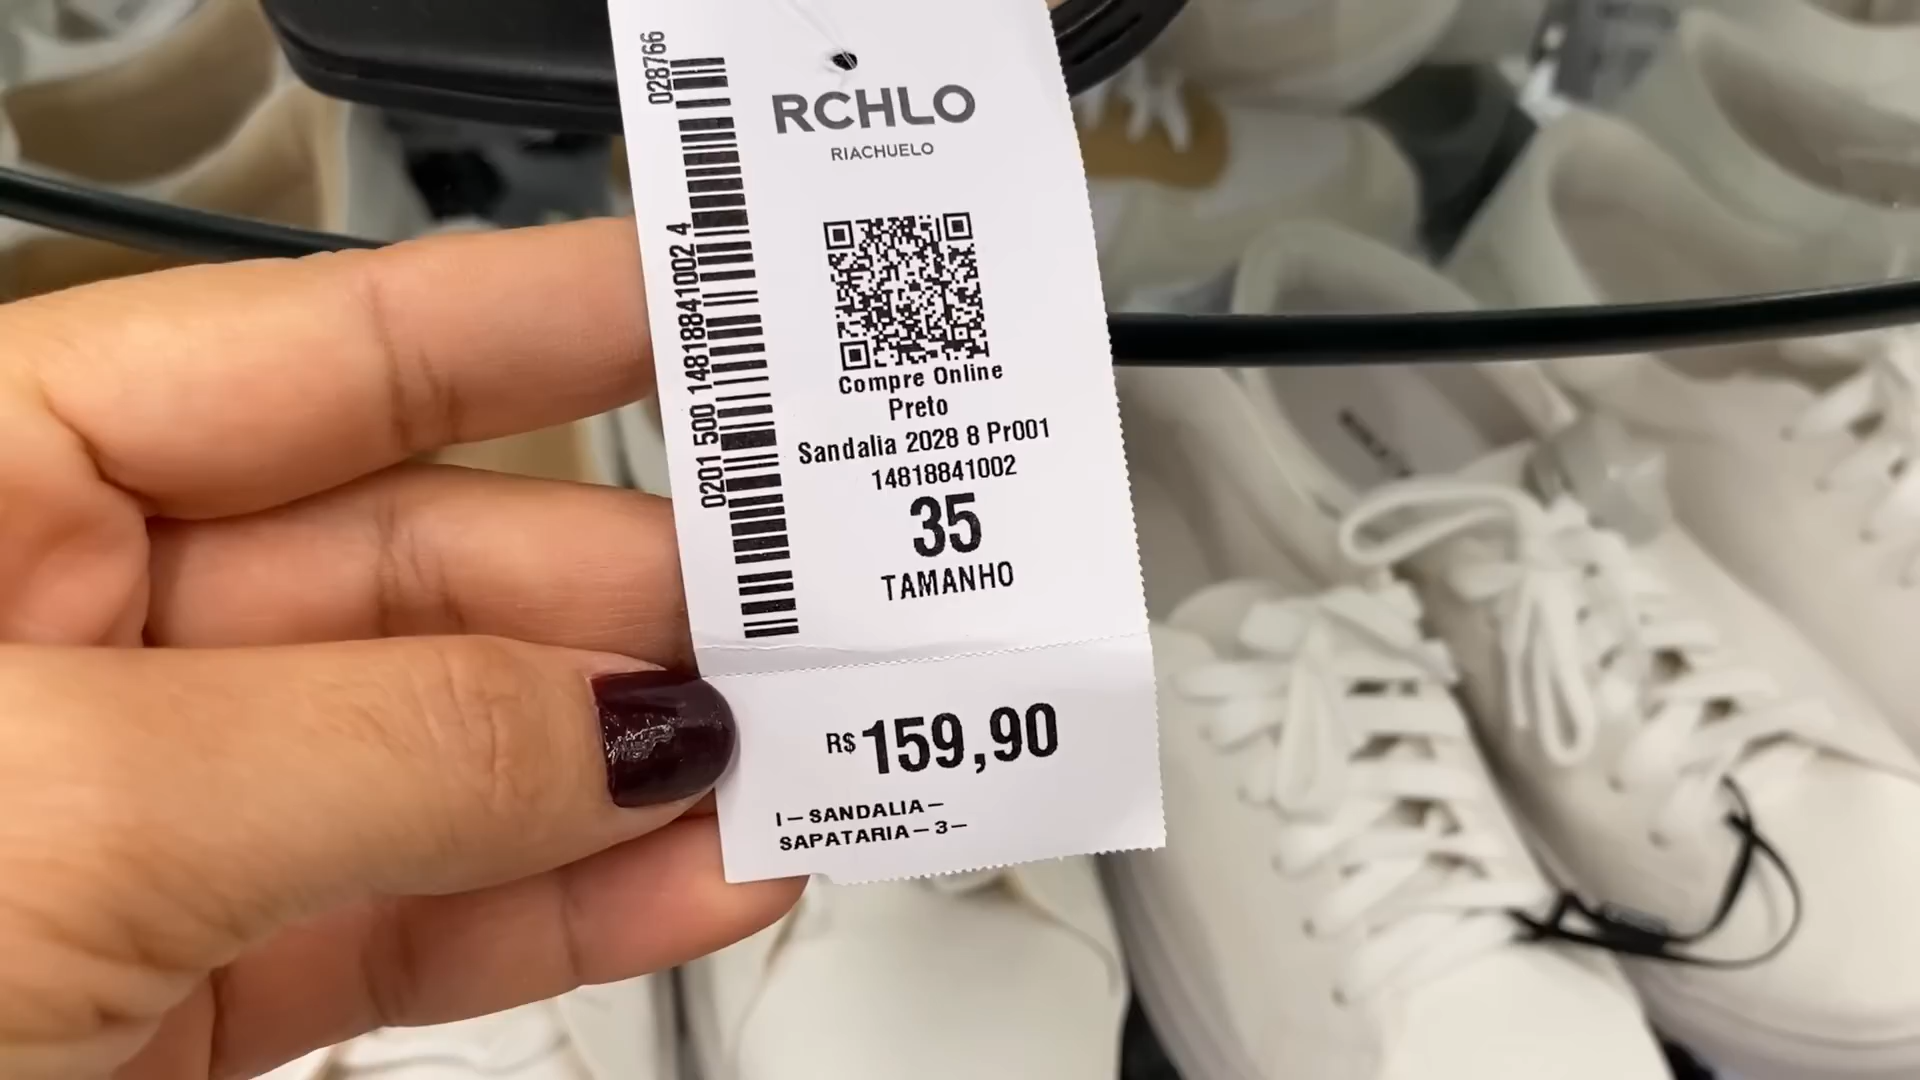 028766
0201 500 14818841002 4
RCHLO
RIACHUELO
Compre Online
Preto
Sandalia 2028 8 Pr001
14818841002
35
TAMANHO
R$159,90
I-SANDALIA-
SAPATARIA-3-